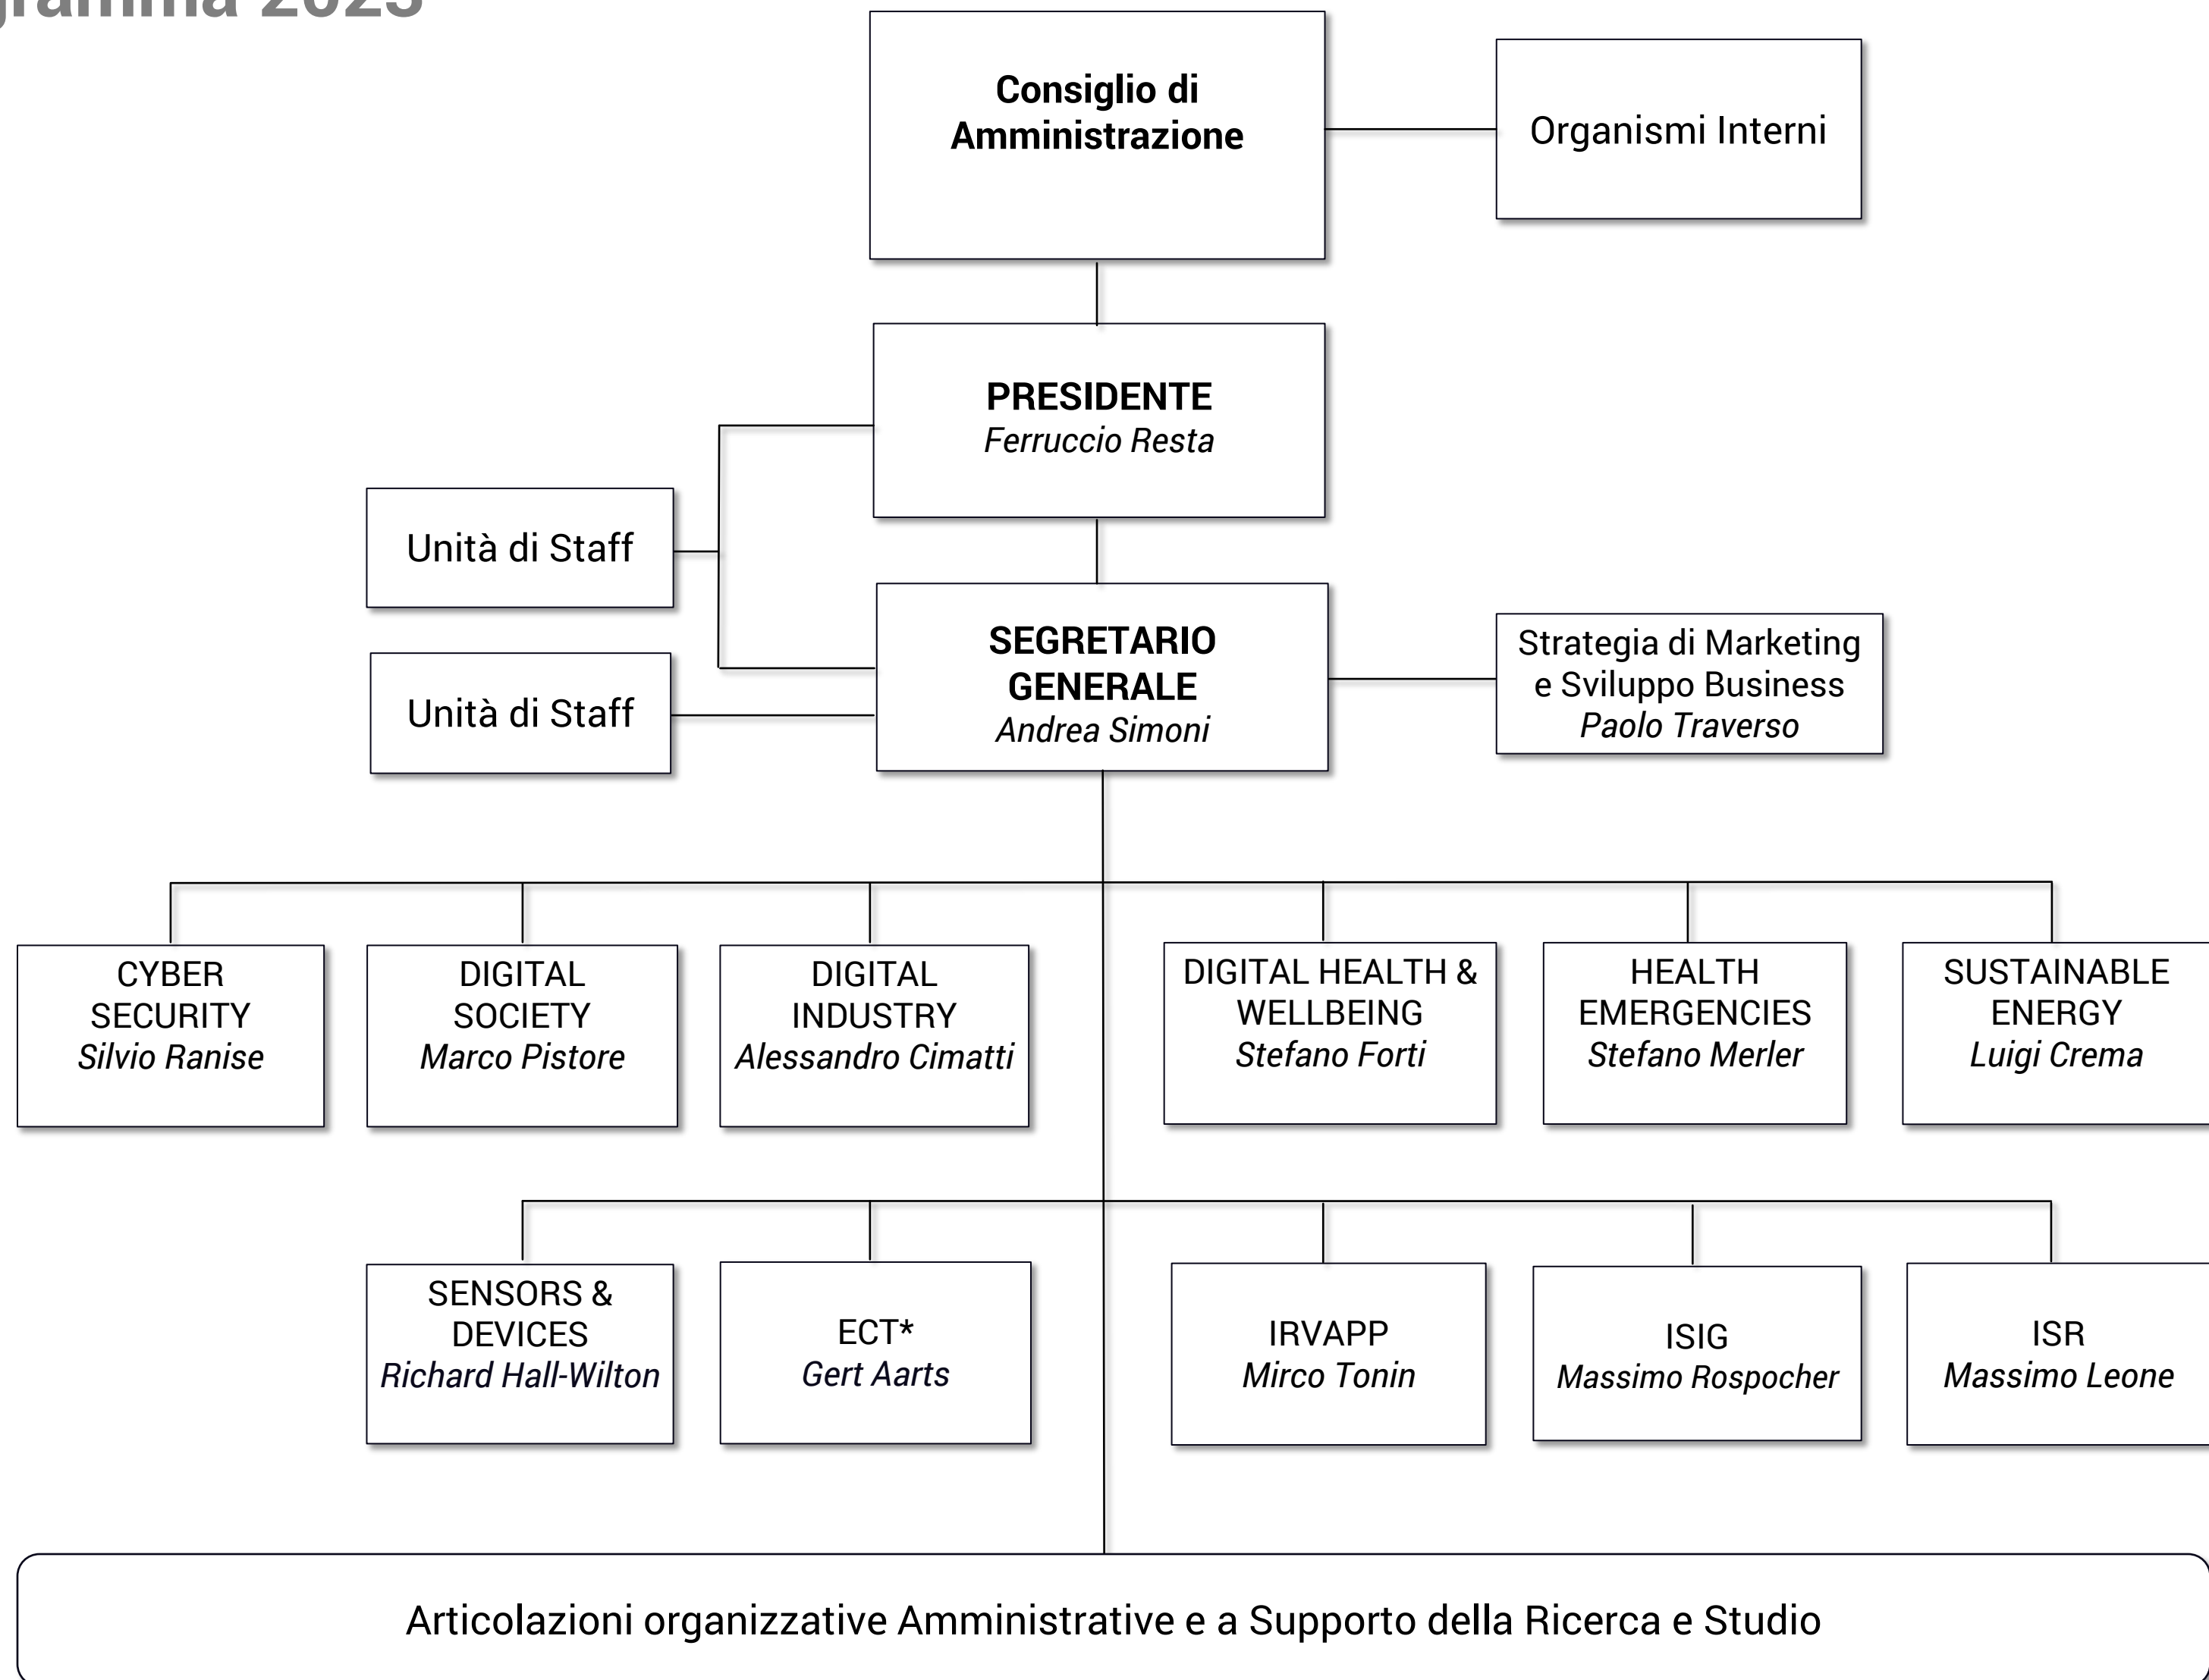 gramma 2023
Consiglio di
Amministrazione
Organismi Interni
PRESIDENTE
Ferruccio Resta
Unità di Staff
SEGRETARIO
GENERALE
Andrea Simoni
Unità di Staff
Strategia di Marketing
e Sviluppo Business
Paolo Traverso
CYBER
SECURITY
Silvio Ranise
DIGITAL
SOCIETY
Marco Pistore
DIGITAL
INDUSTRY
Alessandro Cimatti
DIGITAL HEALTH &
WELLBEING
Stefano Forti
HEALTH
EMERGENCIES
Stefano Merler
SUSTAINABLE
ENERGY
Luigi Crema
SENSORS &
DEVICES
Richard Hall-Wilton
ECT*
Gert Aarts
IRVAPP
Mirco Tonin
ISIG
Massimo Rospocher
ISR
Massimo Leone
Articolazioni organizzative Amministrative e a Supporto della Ricerca e Studio